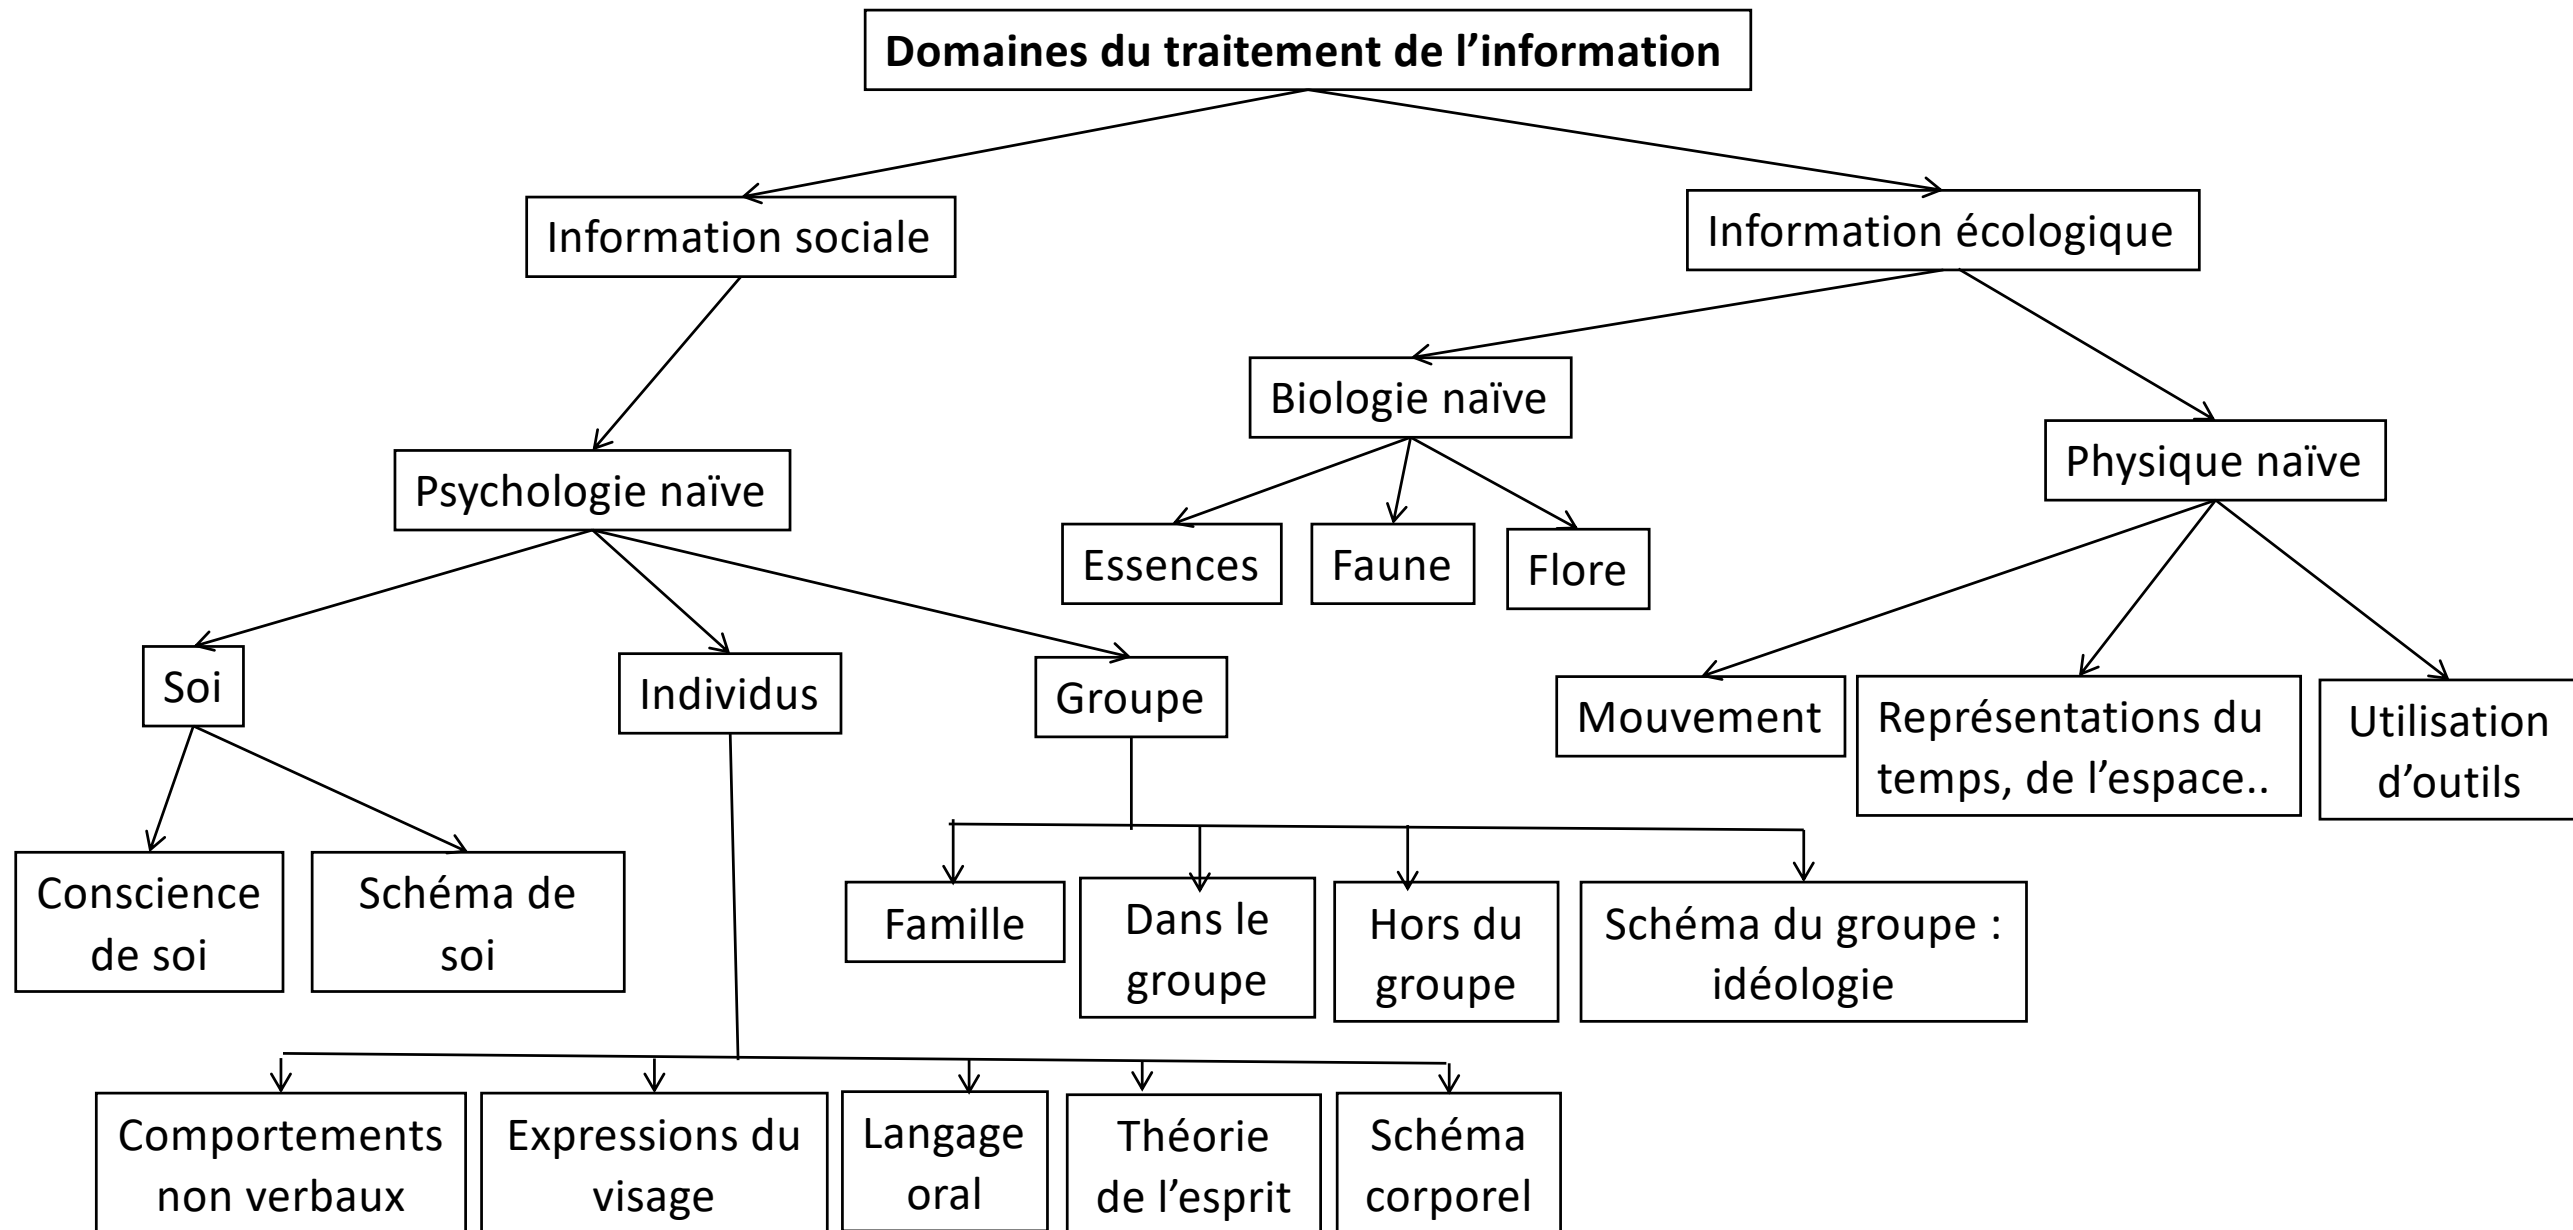 Domaines du traitement de l’information
Information sociale
Information écologique
Biologie naïve
Physique naïve
Psychologie naïve
Essences
Faune
Flore
Soi
Individus
Groupe
Mouvement
Représentations du
temps, de l’espace..
Utilisation
d’outils
Conscience
de soi
Schéma de
soi
Famille
Dans le
groupe
Hors du
groupe
Schéma du groupe :
idéologie
Comportements
non verbaux
Expressions du
visage
Langage
oral
Théorie
de l’esprit
Schéma
corporel